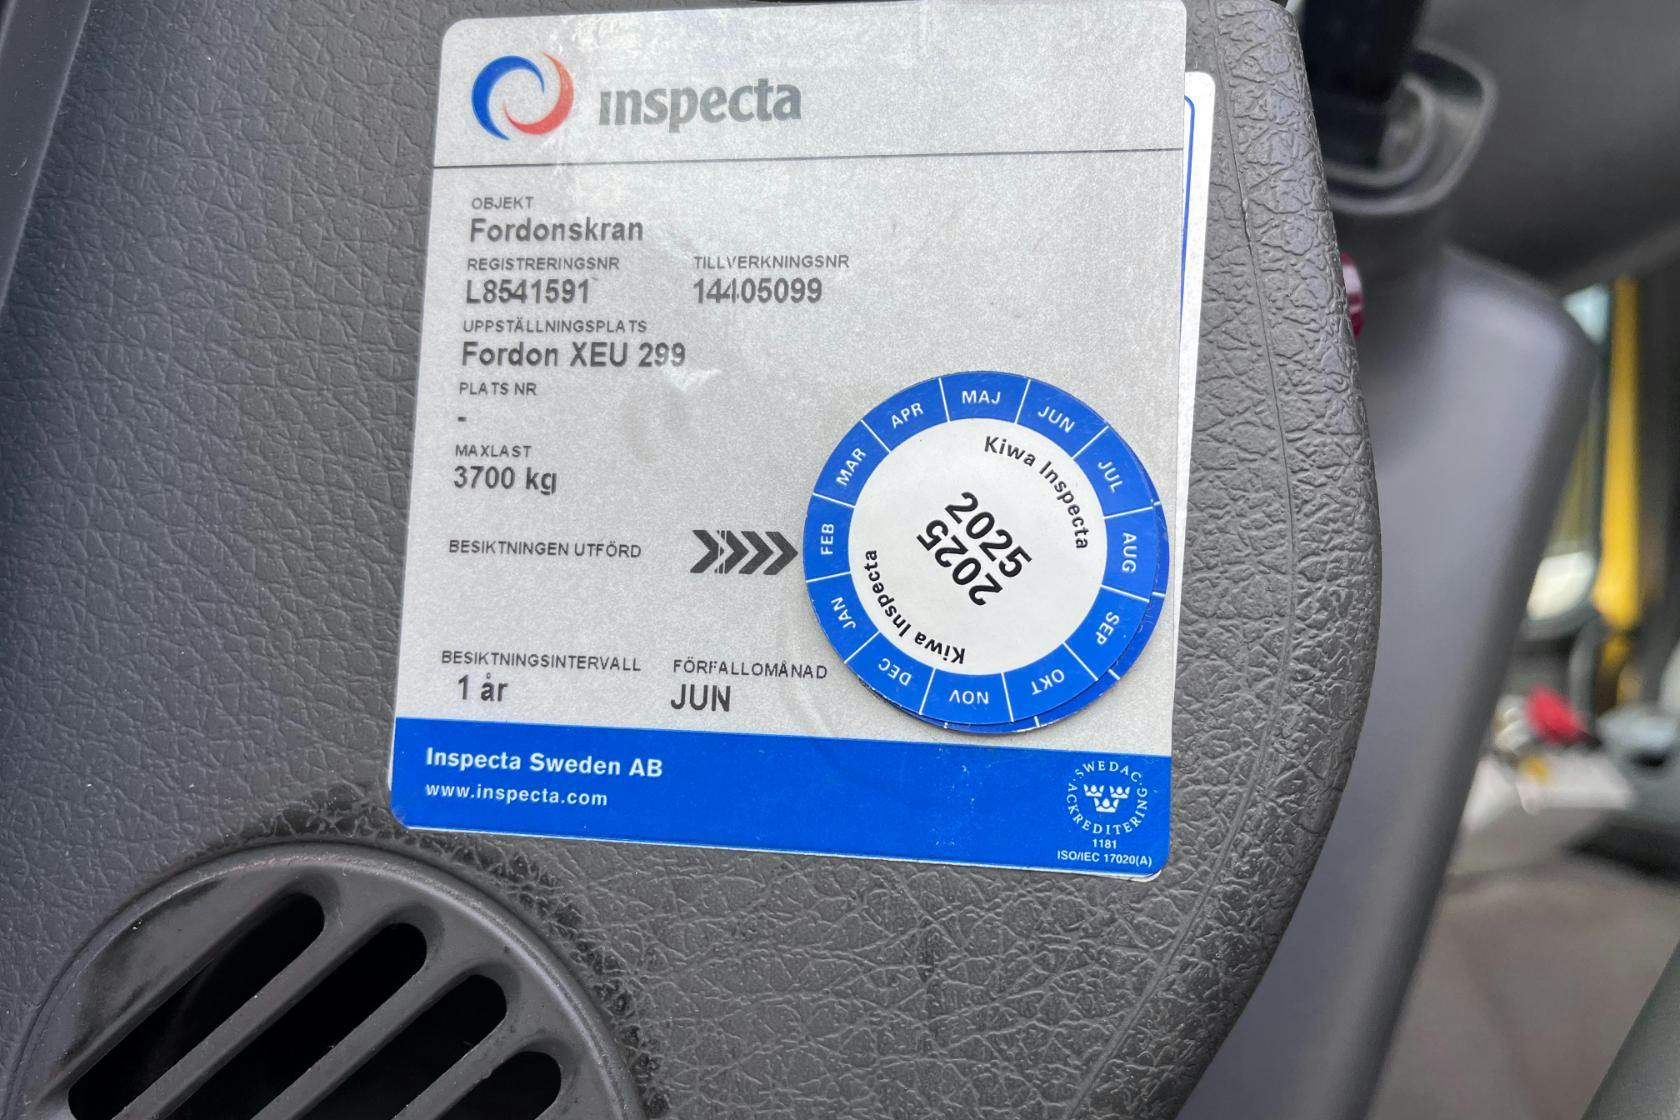 inspecta
OBJEKT
Fordonskran
REGISTRERINGSNR TILLVERKNINGSNR
L8541591 14405099
UPPSTÄLLNINGSPLATS
Fordon XEU 299
PLATS NR
-
MAXLAST
3700 kg
BESIKTNINGEN UTFÖRD
JAN FEB MAR APR MAJ JUN JUL AUG SEP OKT NOV DEC
Kiwa Inspecta
2025
2025
Kiwa Inspecta
BESIKTNINGSINTERVALL FÖRFALLOMÅNAD
1 år JUN
Inspecta Sweden AB
www.inspecta.com
SWEDAC
ACKREDITERING
1181
ISO/IEC 17020(A)